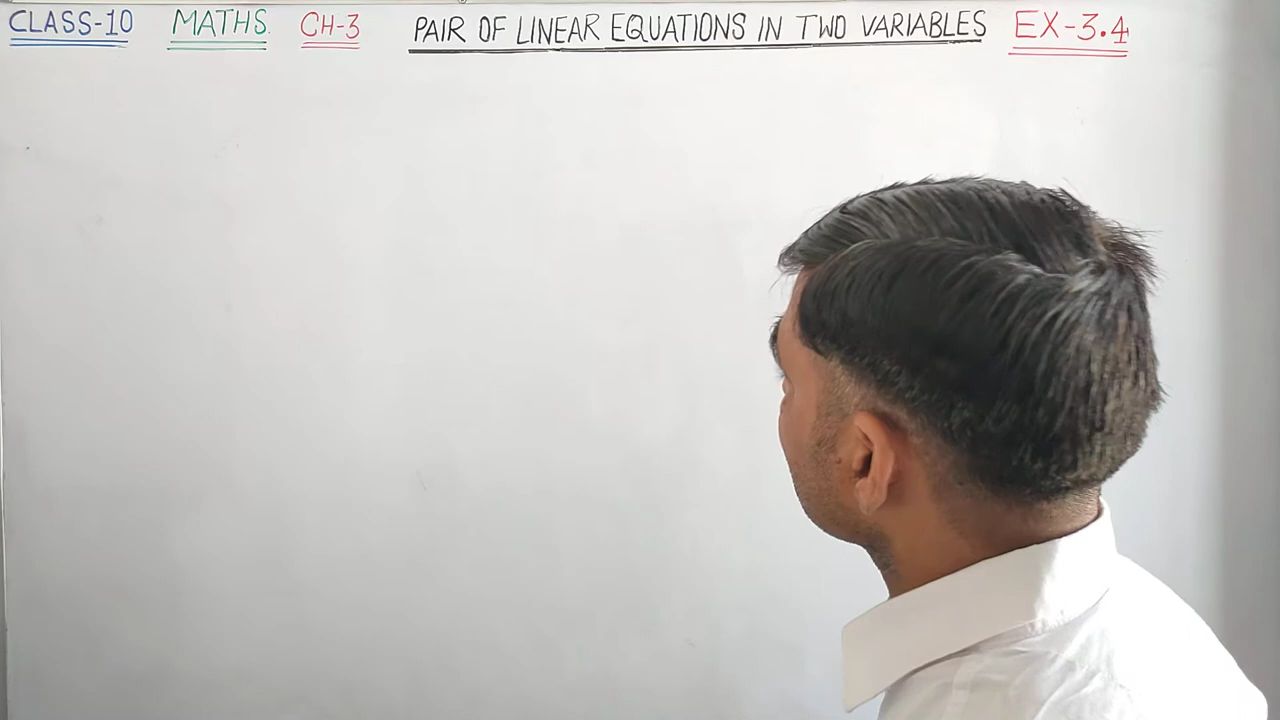 CLASS-10 MATHS. CH-3 PAIR OF LINEAR EQUATIONS IN TWO VARIABLES EX-3.4